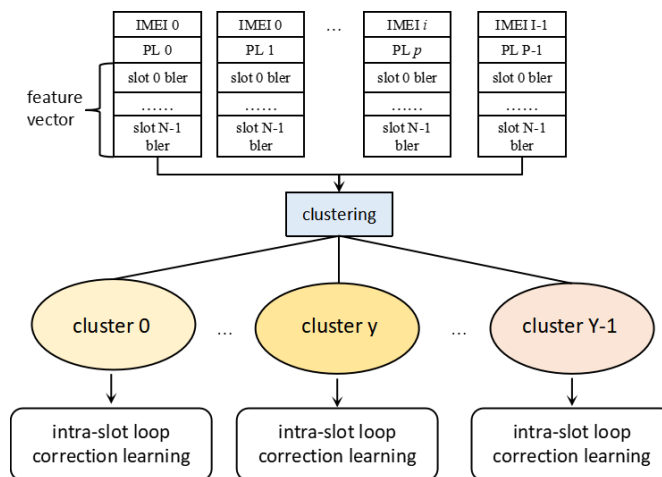 IMEI 0
IMEI 0
…
IMEI i
IMEI I-1
PL 0
PL 1
PL p
PL P-1
feature
vector
slot 0 bler
slot 0 bler
slot 0 bler
slot 0 bler
……
……
……
……
slot N-1
bler
slot N-1
bler
slot N-1
bler
slot N-1
bler
clustering
cluster 0
…
cluster y
…
cluster Y-1
intra-slot loop
correction learning
intra-slot loop
correction learning
intra-slot loop
correction learning